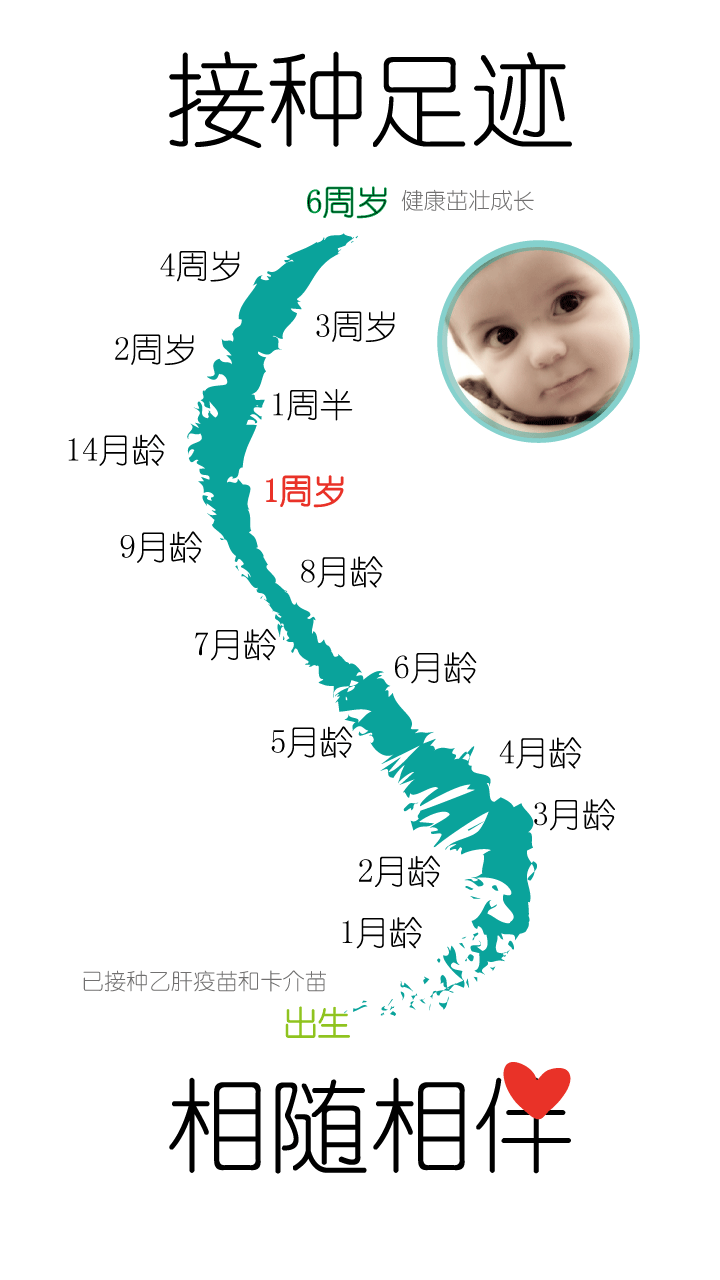 接种足迹
6周岁 健康茁壮成长
4周岁
3周岁
2周岁
1周半
14月龄
1周岁
9月龄
8月龄
7月龄
6月龄
5月龄
4月龄
3月龄
2月龄
1月龄
已接种乙肝疫苗和卡介苗
出生
相随相伴